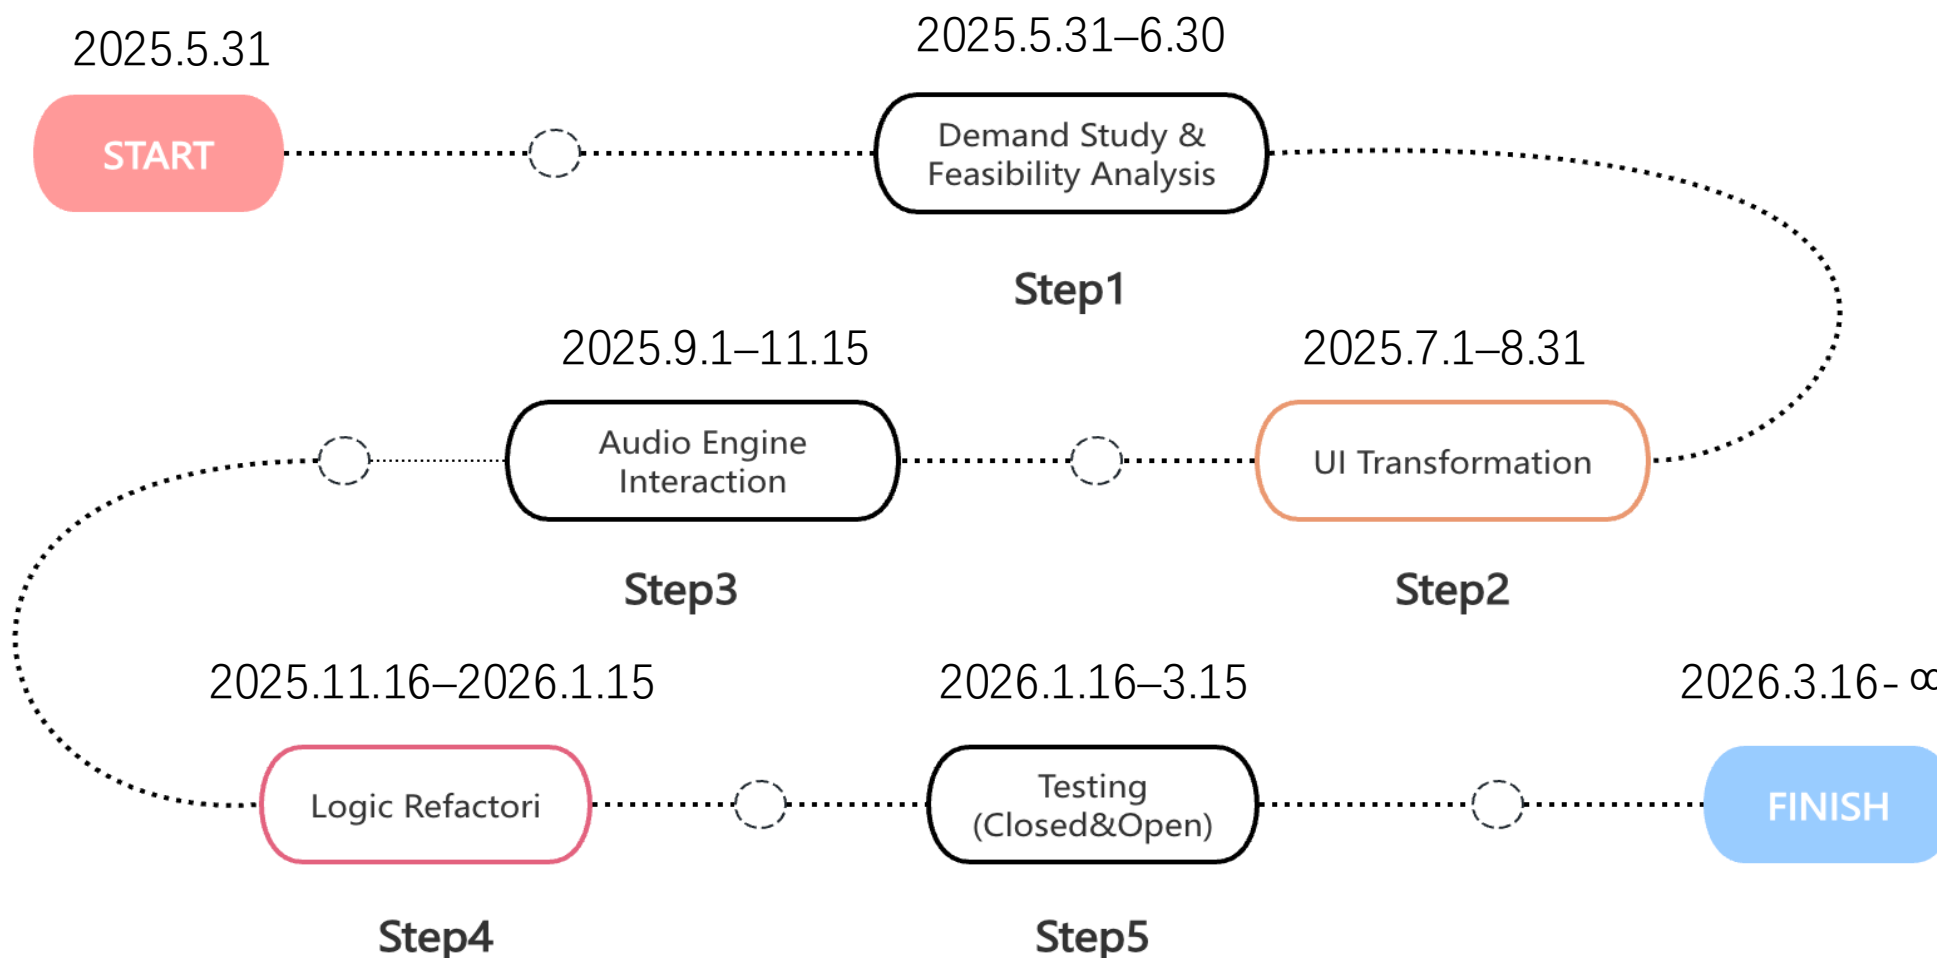 2025.5.31
START
2025.5.31–6.30
Demand Study &
Feasibility Analysis
Step1
2025.7.1–8.31
UI Transformation
Step2
2025.9.1–11.15
Audio Engine
Interaction
Step3
2025.11.16–2026.1.15
Logic Refactori
Step4
2026.1.16–3.15
Testing
(Closed&Open)
Step5
2026.3.16-∞
FINISH